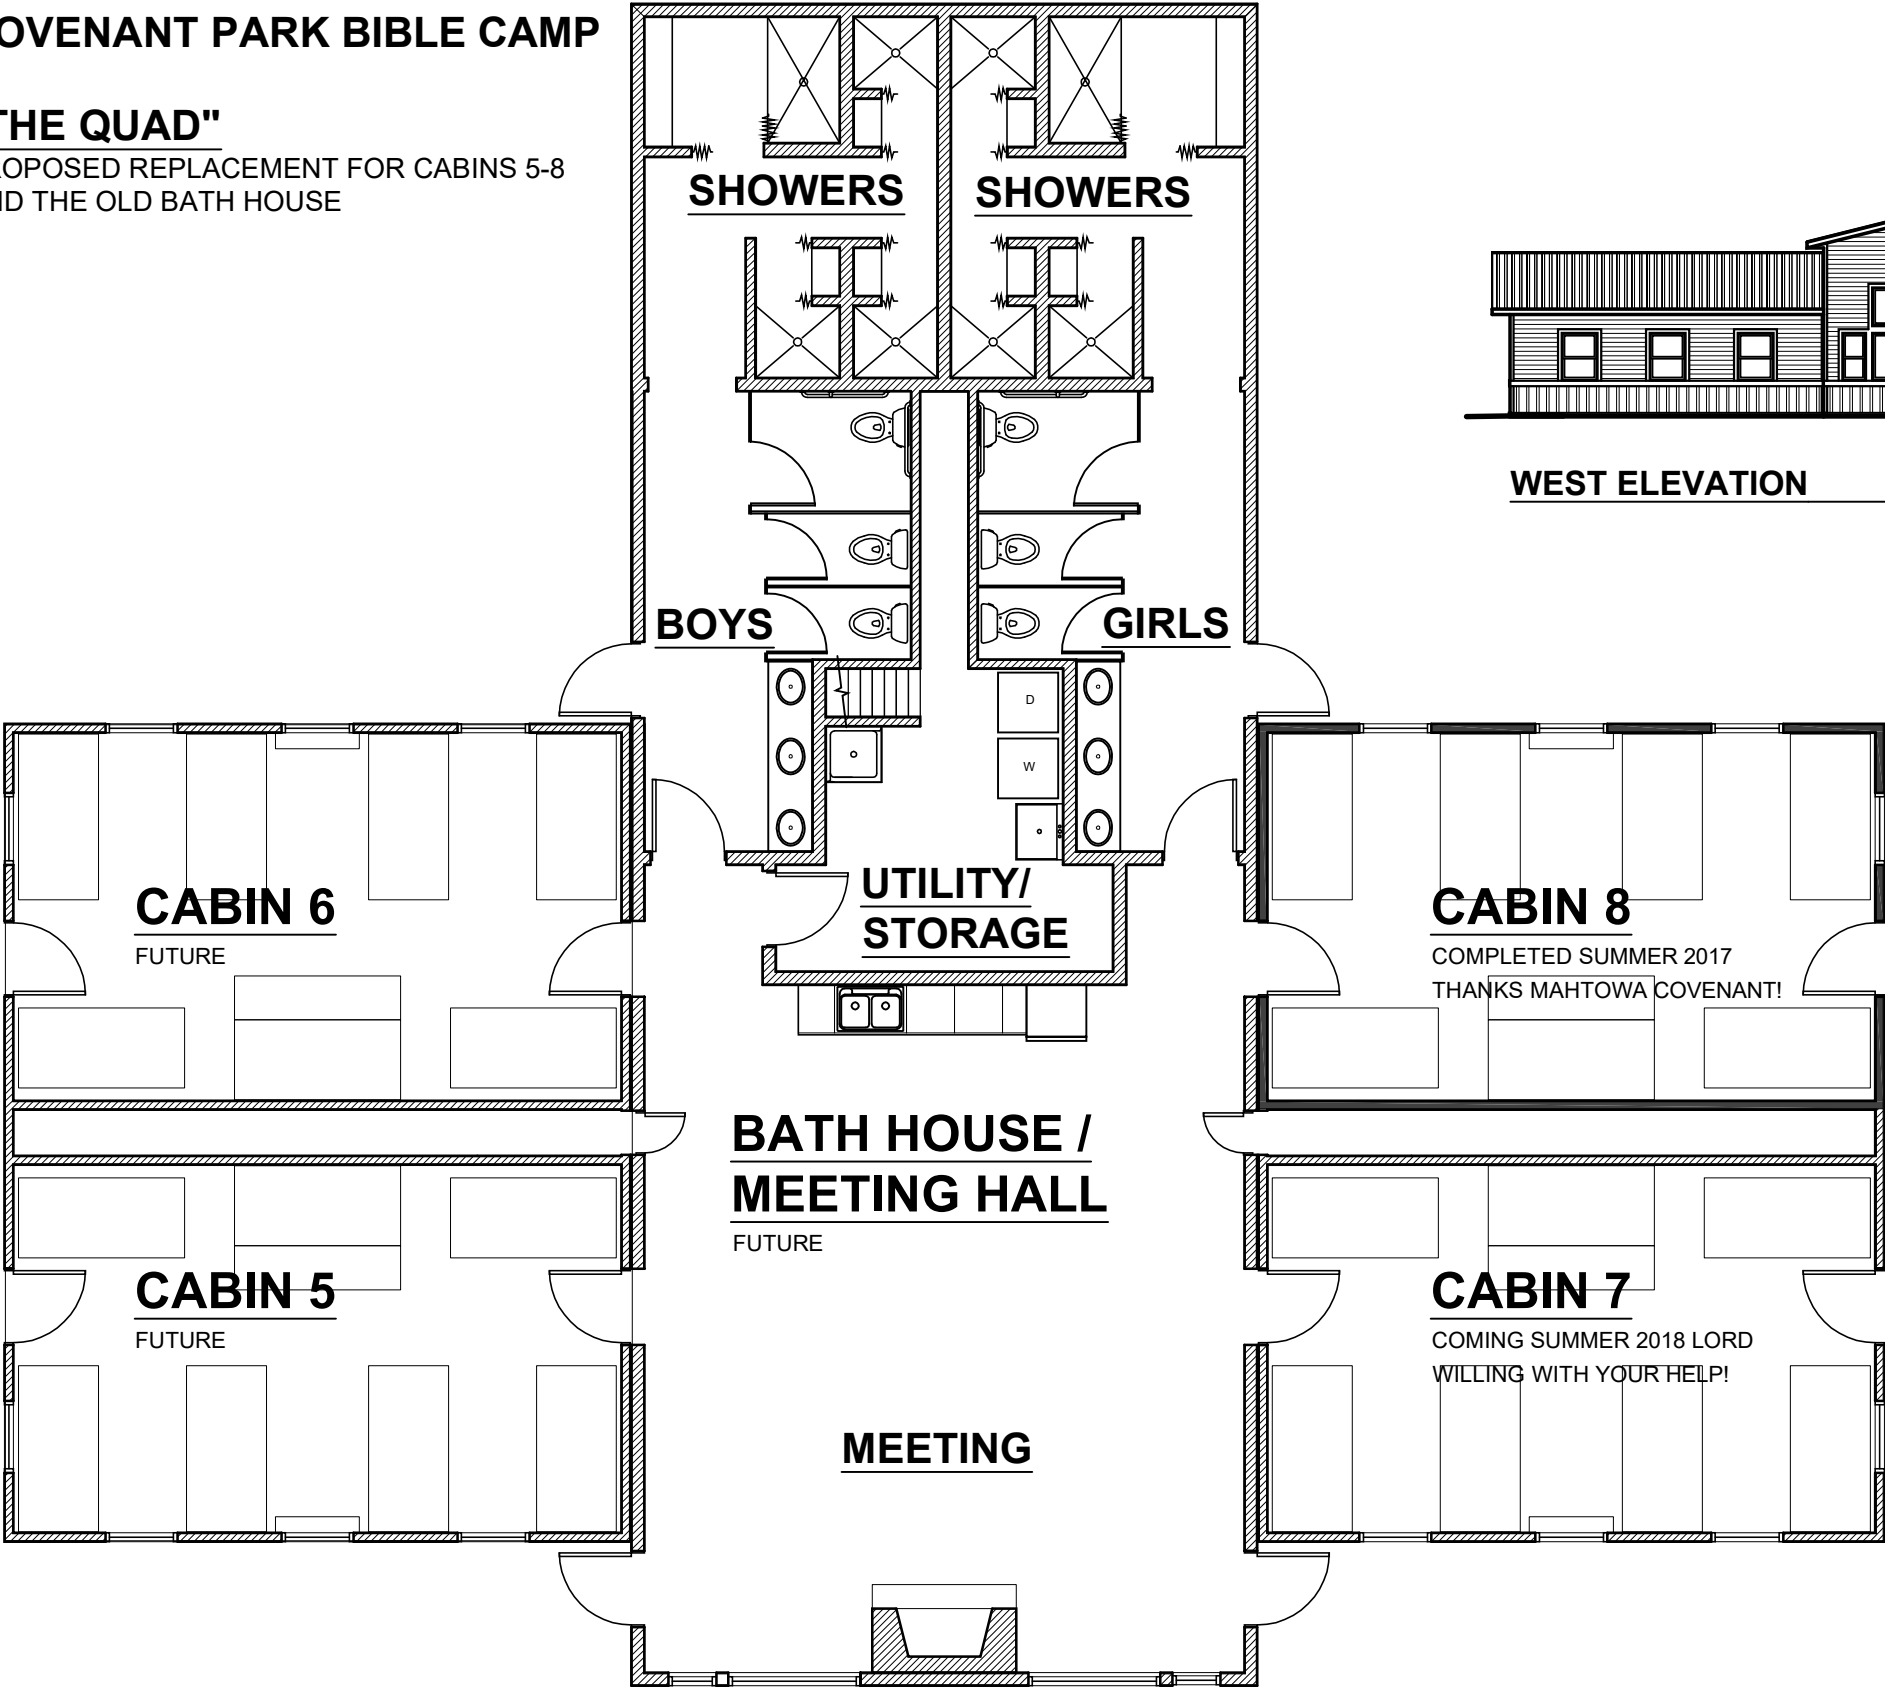 OVENANT PARK BIBLE CAMP
THE QUAD"
ROPOSED REPLACEMENT FOR CABINS 5-8
ND THE OLD BATH HOUSE
SHOWERS
SHOWERS
WEST ELEVATION
BOYS
GIRLS
D
W
UTILITY/
STORAGE
CABIN 6
FUTURE
CABIN 8
COMPLETED SUMMER 2017
THANKS MAHTOWA COVENANT!
BATH HOUSE /
MEETING HALL
FUTURE
CABIN 5
FUTURE
CABIN 7
COMING SUMMER 2018 LORD
WILLING WITH YOUR HELP!
MEETING